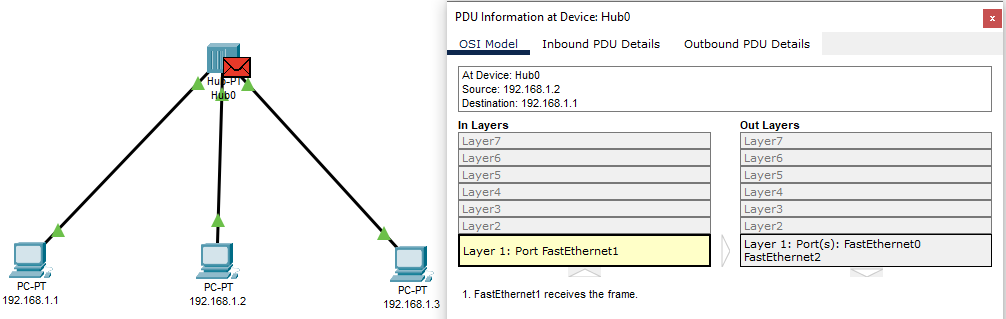 Hub-PT
Hub0
PC-PT
192.168.1.1
PC-PT
192.168.1.2
PC-PT
192.168.1.3
PDU Information at Device: Hub0
x
OSI Model Inbound PDU Details Outbound PDU Details
At Device: Hub0
Source: 192.168.1.2
Destination: 192.168.1.1
In Layers
Layer7
Layer6
Layer5
Layer4
Layer3
Layer2
Layer 1: Port FastEthernet1
Out Layers
Layer7
Layer6
Layer5
Layer4
Layer3
Layer2
Layer 1: Port(s): FastEthernet0
FastEthernet2
1. FastEthernet1 receives the frame.